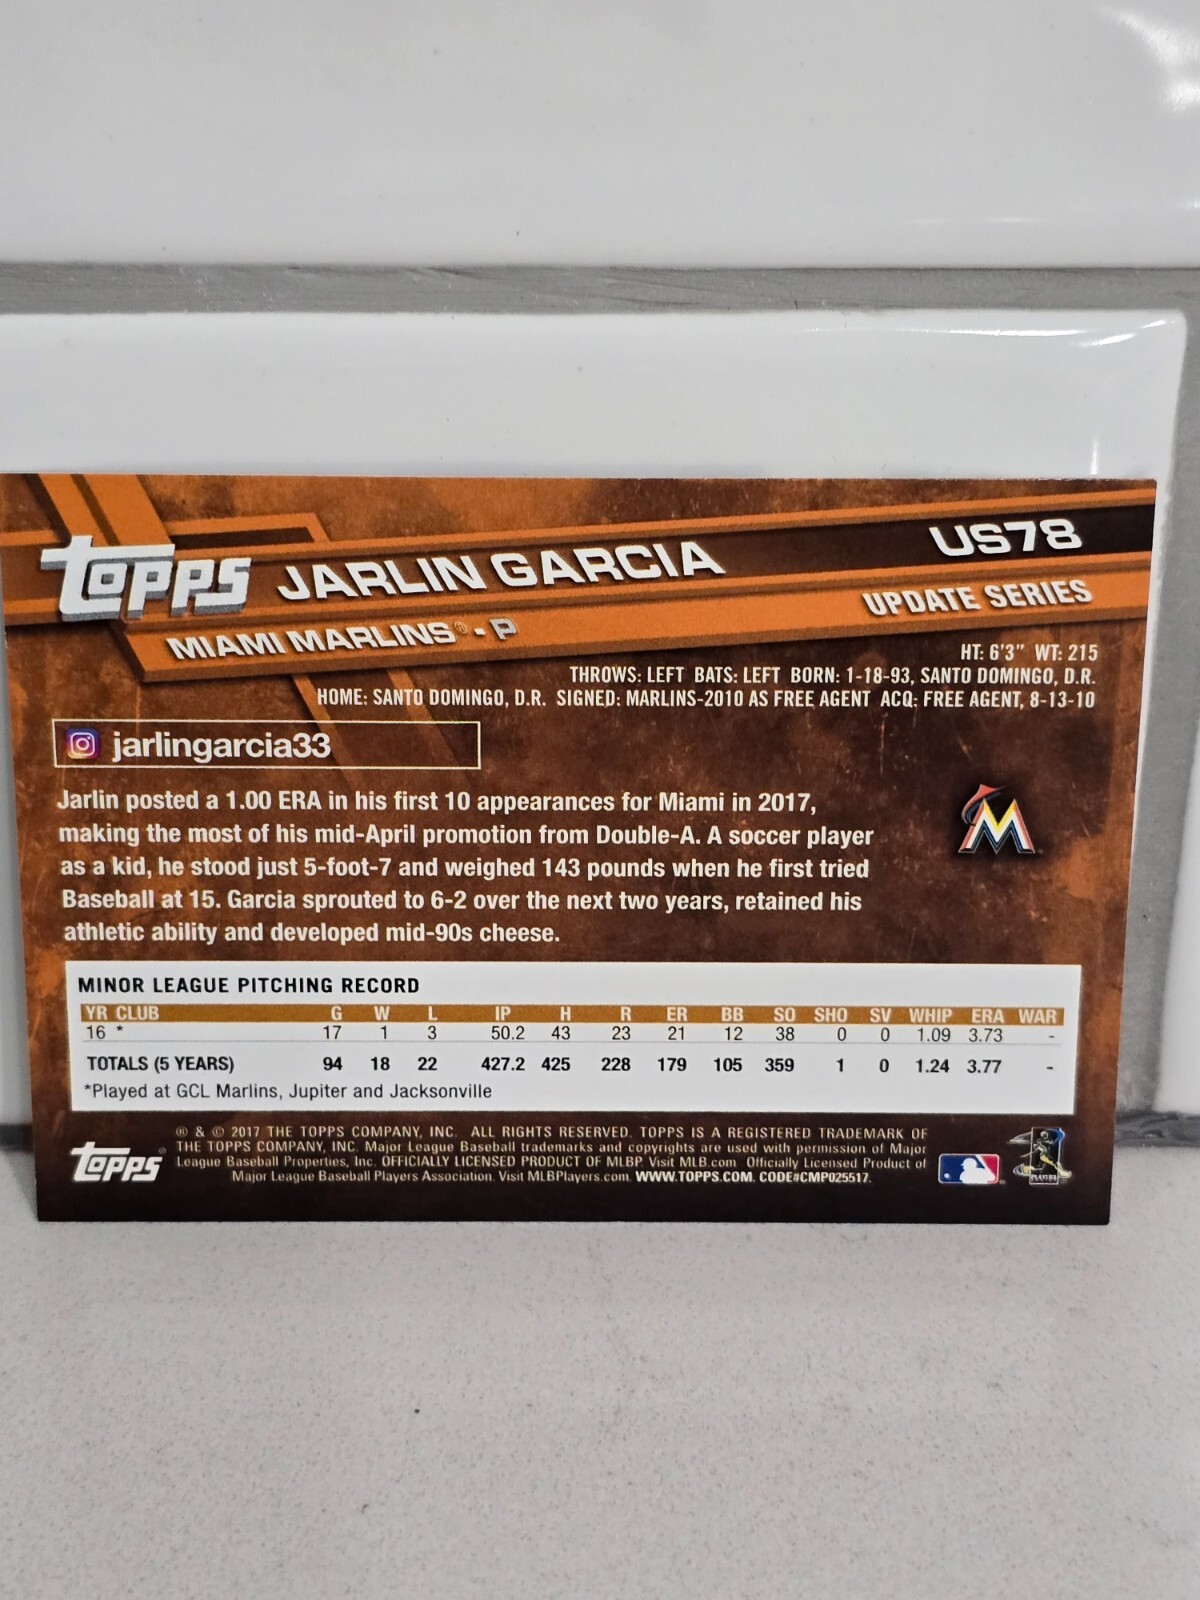 topps JARLIN GARCIA US78
MIAMI MARLINS® - P UPDATE SERIES
HT: 6'3" WT: 215
THROWS: LEFT BATS: LEFT BORN: 1-18-93, SANTO DOMINGO, D.R.
HOME: SANTO DOMINGO, D.R. SIGNED: MARLINS-2010 AS FREE AGENT ACQ: FREE AGENT, 8-13-10
jarlingarcia33
Jarlin posted a 1.00 ERA in his first 10 appearances for Miami in 2017,
making the most of his mid-April promotion from Double-A. A soccer player
as a kid, he stood just 5-foot-7 and weighed 143 pounds when he first tried
Baseball at 15. Garcia sprouted to 6-2 over the next two years, retained his
athletic ability and developed mid-90s cheese.
M
MINOR LEAGUE PITCHING RECORD
YR CLUB G W L IP H R ER BB SO SHO SV WHIP ERA WAR
16 * 17 1 3 50.2 43 23 21 12 38 0 0 1.09 3.73 -
TOTALS (5 YEARS) 94 18 22 427.2 425 228 179 105 359 1 0 1.24 3.77 -
*Played at GCL Marlins, Jupiter and Jacksonville
® & © 2017 THE TOPPS COMPANY, INC. ALL RIGHTS RESERVED. TOPPS IS A REGISTERED TRADEMARK OF
THE TOPPS COMPANY, INC. Major League Baseball trademarks and copyrights are used with permission of Major
League Baseball Properties, Inc. OFFICIALLY LICENSED PRODUCT OF MLBP. Visit MLB.com Officially Licensed Product of
Major League Baseball Players Association. Visit MLBPlayers.com. WWW.TOPPS.COM. CODE#CMP025517.
topps
PLAYERS